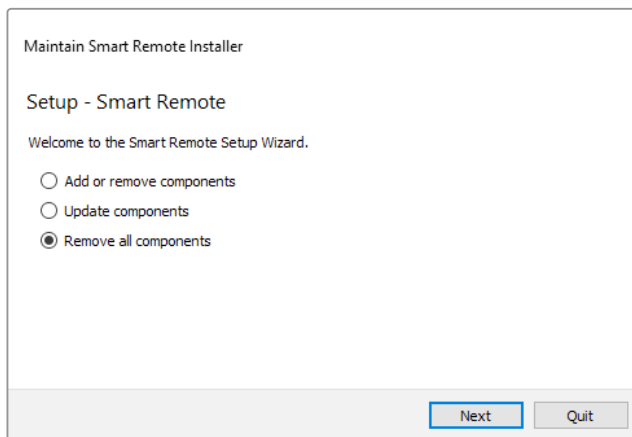 Maintain Smart Remote Installer
Setup - Smart Remote
Welcome to the Smart Remote Setup Wizard.
Add or remove components
Update components
Remove all components
Next Quit